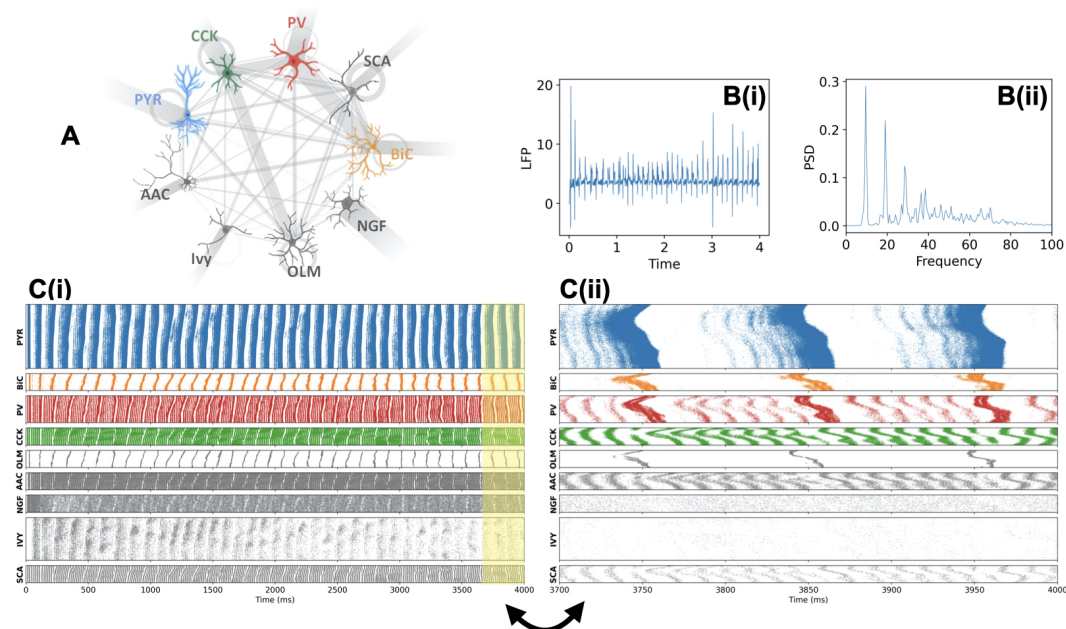 A
CCK
PV
SCA
PYR
BiC
AAC
NGF
Ivy
OLM
B(i)
LFP
20
10
0
0 1 2 3 4
Time
B(ii)
PSD
0.3
0.2
0.1
0.0
0 20 40 60 80 100
Frequency
C(i)
PYR
BiC
PV
CCK
OLM
AAC
NGF
IVY
SCA
0 500 1000 1500 2000 2500 3000 3500 4000
Time (ms)
C(ii)
PYR
BiC
PV
CCK
OLM
AAC
NGF
IVY
SCA
3700 3750 3800 3850 3900 3950 4000
Time (ms)